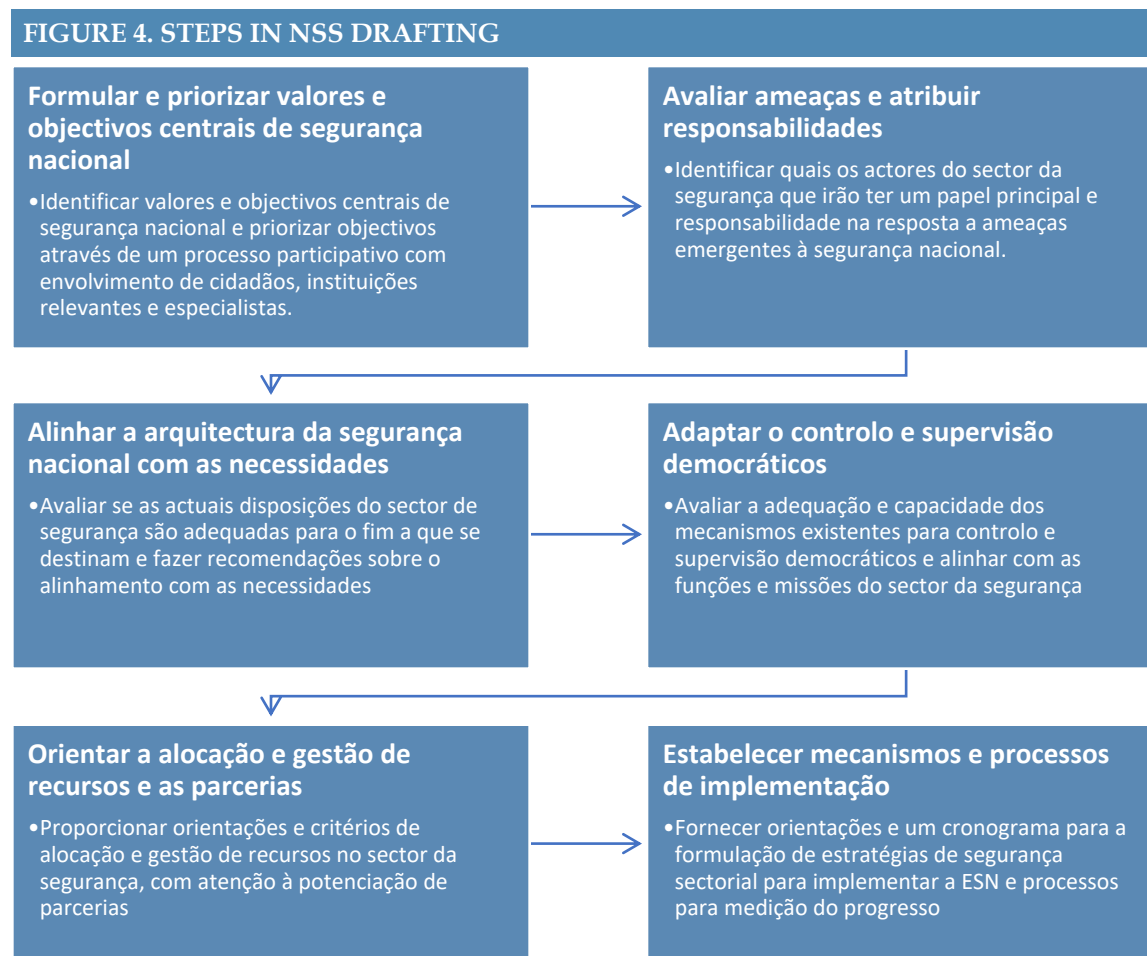 FIGURE 4. STEPS IN NSS DRAFTING
Formular e priorizar valores e
objectivos centrais de segurança
nacional
•Identificar valores e objectivos centrais de
segurança nacional e priorizar objectivos
através de um processo participativo com
envolvimento de cidadãos, instituições
relevantes e especialistas.
Avaliar ameaças e atribuir
responsabilidades
•Identificar quais os actores do sector da
segurança que irão ter um papel principal e
responsabilidade na resposta a ameaças
emergentes à segurança nacional.
Alinhar a arquitectura da segurança
nacional com as necessidades
•Avaliar se as actuais disposições do sector de
segurança são adequadas para o fim a que se
destinam e fazer recomendações sobre o
alinhamento com as necessidades
Adaptar o controlo e supervisão
democráticos
•Avaliar a adequação e capacidade dos
mecanismos existentes para controlo e
supervisão democráticos e alinhar com as
funções e missões do sector da segurança
Orientar a alocação e gestão de
recursos e as parcerias
•Proporcionar orientações e critérios de
alocação e gestão de recursos no sector da
segurança, com atenção à potenciação de
parcerias
Estabelecer mecanismos e processos
de implementação
•Fornecer orientações e um cronograma para a
formulação de estratégias de segurança
sectorial para implementar a ESN e processos
para medição do progresso